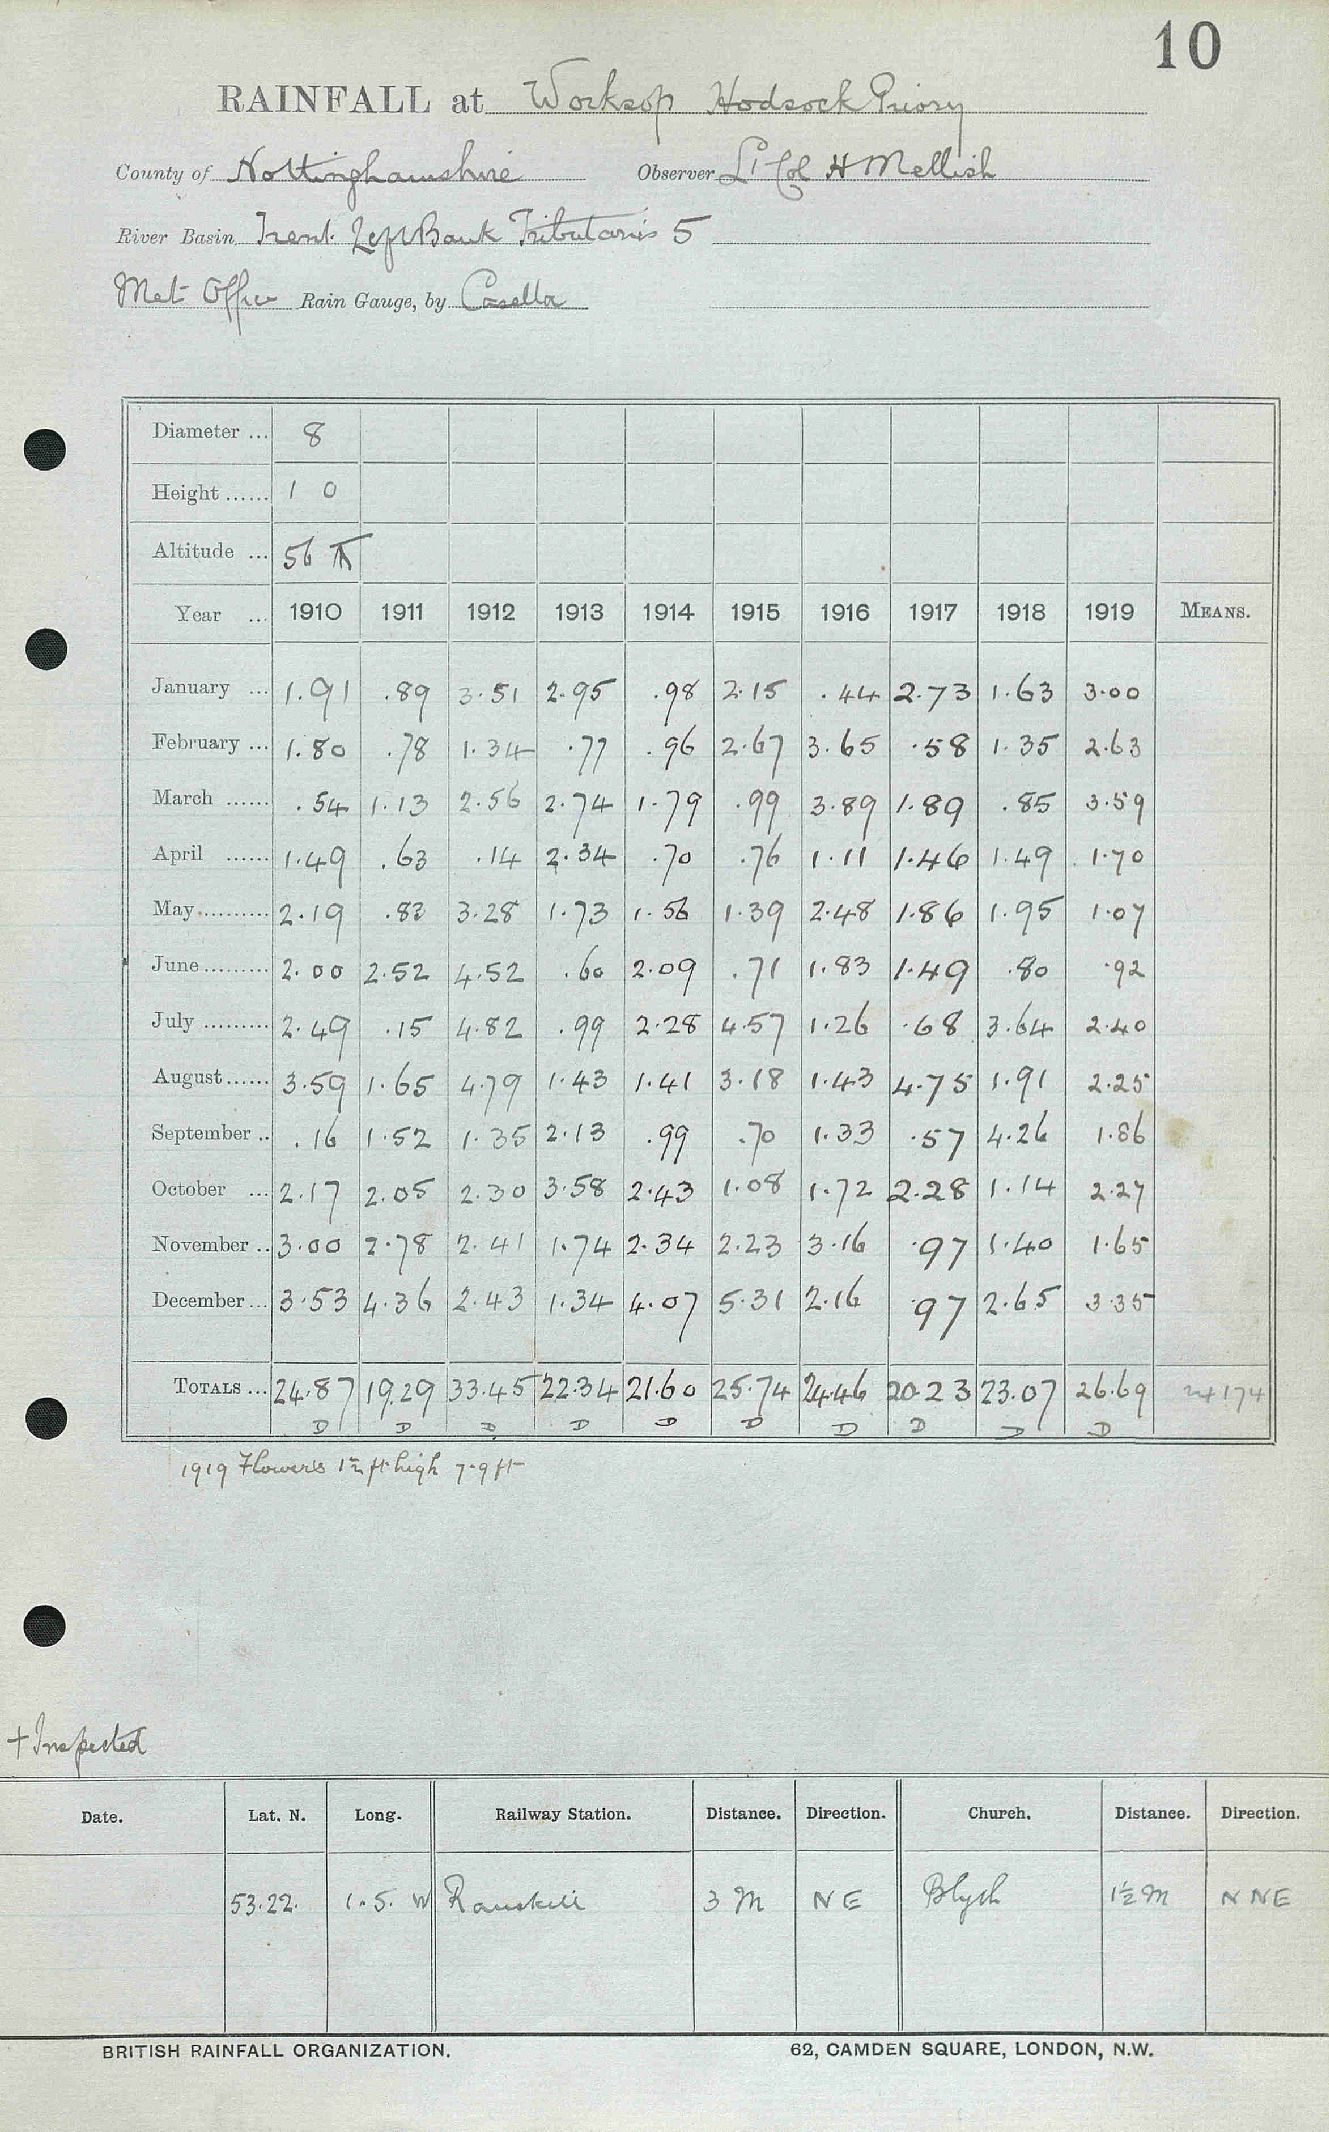 10
RAINFALL at Worksop Hodsock Priory
County of Nottinghamshire Observer Lt Col H Mellish
River Basin Trent Left Bank Tributaries 5
Met Office Rain Gauge, by Casella
Diameter ... 8
Height ...... 1 0
Altitude ... 56
Year ... 1910 1911 1912 1913 1914 1915 1916 1917 1918 1919 MEANS.
January ... 1.91 .89 3.51 2.95 .98 2.15 .44 2.73 1.63 3.00
February ... 1.80 .78 1.34 .77 .96 2.67 3.65 .58 1.35 2.63
March ...... .54 1.13 2.56 2.74 1.79 .99 3.89 1.89 .85 3.59
April ...... 1.49 .63 .14 2.34 .70 .76 1.11 1.46 1.49 1.70
May .......... 2.19 .83 3.28 1.73 1.56 1.39 2.48 1.86 1.95 1.07
June ......... 2.00 2.52 4.52 .60 2.09 .71 1.83 1.49 .80 .92
July ......... 2.49 .15 4.82 .99 2.28 4.57 1.26 .68 3.64 2.40
August ...... 3.59 1.65 4.79 1.43 1.41 3.18 1.43 4.75 1.91 2.25
September .. .16 1.52 1.35 2.13 .99 .70 1.33 .57 4.26 1.86
October ... 2.17 2.05 2.30 3.58 2.43 1.08 1.72 2.28 1.14 2.27
November .. 3.00 2.78 2.41 1.74 2.34 2.23 3.16 .97 1.40 1.65
December ... 3.53 4.36 2.43 1.34 4.07 5.31 2.16 .97 2.65 3.35
TOTALS ... 24.87 19.29 33.45 22.34 21.60 25.74 24.46 20.23 23.07 26.69 24174
D D D D D D D D D D
1919 Flowers 1½ ft high 7-9 ft
+ Inspected
Date. Lat. N. Long. Railway Station. Distance. Direction. Church. Distance. Direction.
53.22. 1.5. W Ranskill 3 M NE Blyth 1½ M NNE
BRITISH RAINFALL ORGANIZATION. 62, CAMDEN SQUARE, LONDON, N.W.